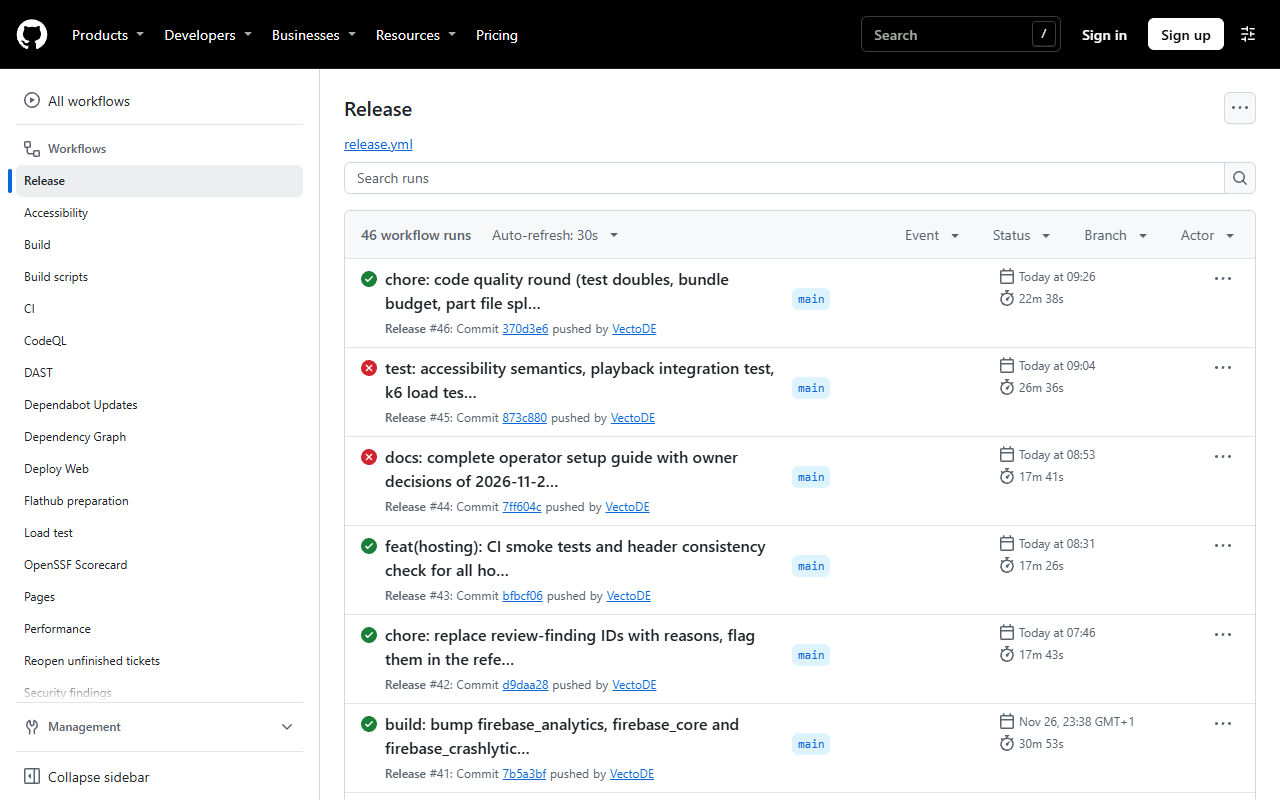 Products Developers Businesses Resources Pricing Search / Sign in Sign up
All workflows
Workflows
Release
Accessibility
Build
Build scripts
CI
CodeQL
DAST
Dependabot Updates
Dependency Graph
Deploy Web
Flathub preparation
Load test
OpenSSF Scorecard
Pages
Performance
Reopen unfinished tickets
Security findings
Management
Collapse sidebar
Release
release.yml
Search runs
46 workflow runs Auto-refresh: 30s Event Status Branch Actor
chore: code quality round (test doubles, bundle
budget, part file spl...
Release #46: Commit 370d3e6 pushed by VectoDE
main
Today at 09:26
22m 38s
test: accessibility semantics, playback integration test,
k6 load tes...
Release #45: Commit 873c880 pushed by VectoDE
main
Today at 09:04
26m 36s
docs: complete operator setup guide with owner
decisions of 2026-11-2...
Release #44: Commit 7ff604c pushed by VectoDE
main
Today at 08:53
17m 41s
feat(hosting): CI smoke tests and header consistency
check for all ho...
Release #43: Commit bfbcf06 pushed by VectoDE
main
Today at 08:31
17m 26s
chore: replace review-finding IDs with reasons, flag
them in the refe...
Release #42: Commit d9daa28 pushed by VectoDE
main
Today at 07:46
17m 43s
build: bump firebase_analytics, firebase_core and
firebase_crashlytic...
Release #41: Commit 7b5a3bf pushed by VectoDE
main
Nov 26, 23:38 GMT+1
30m 53s